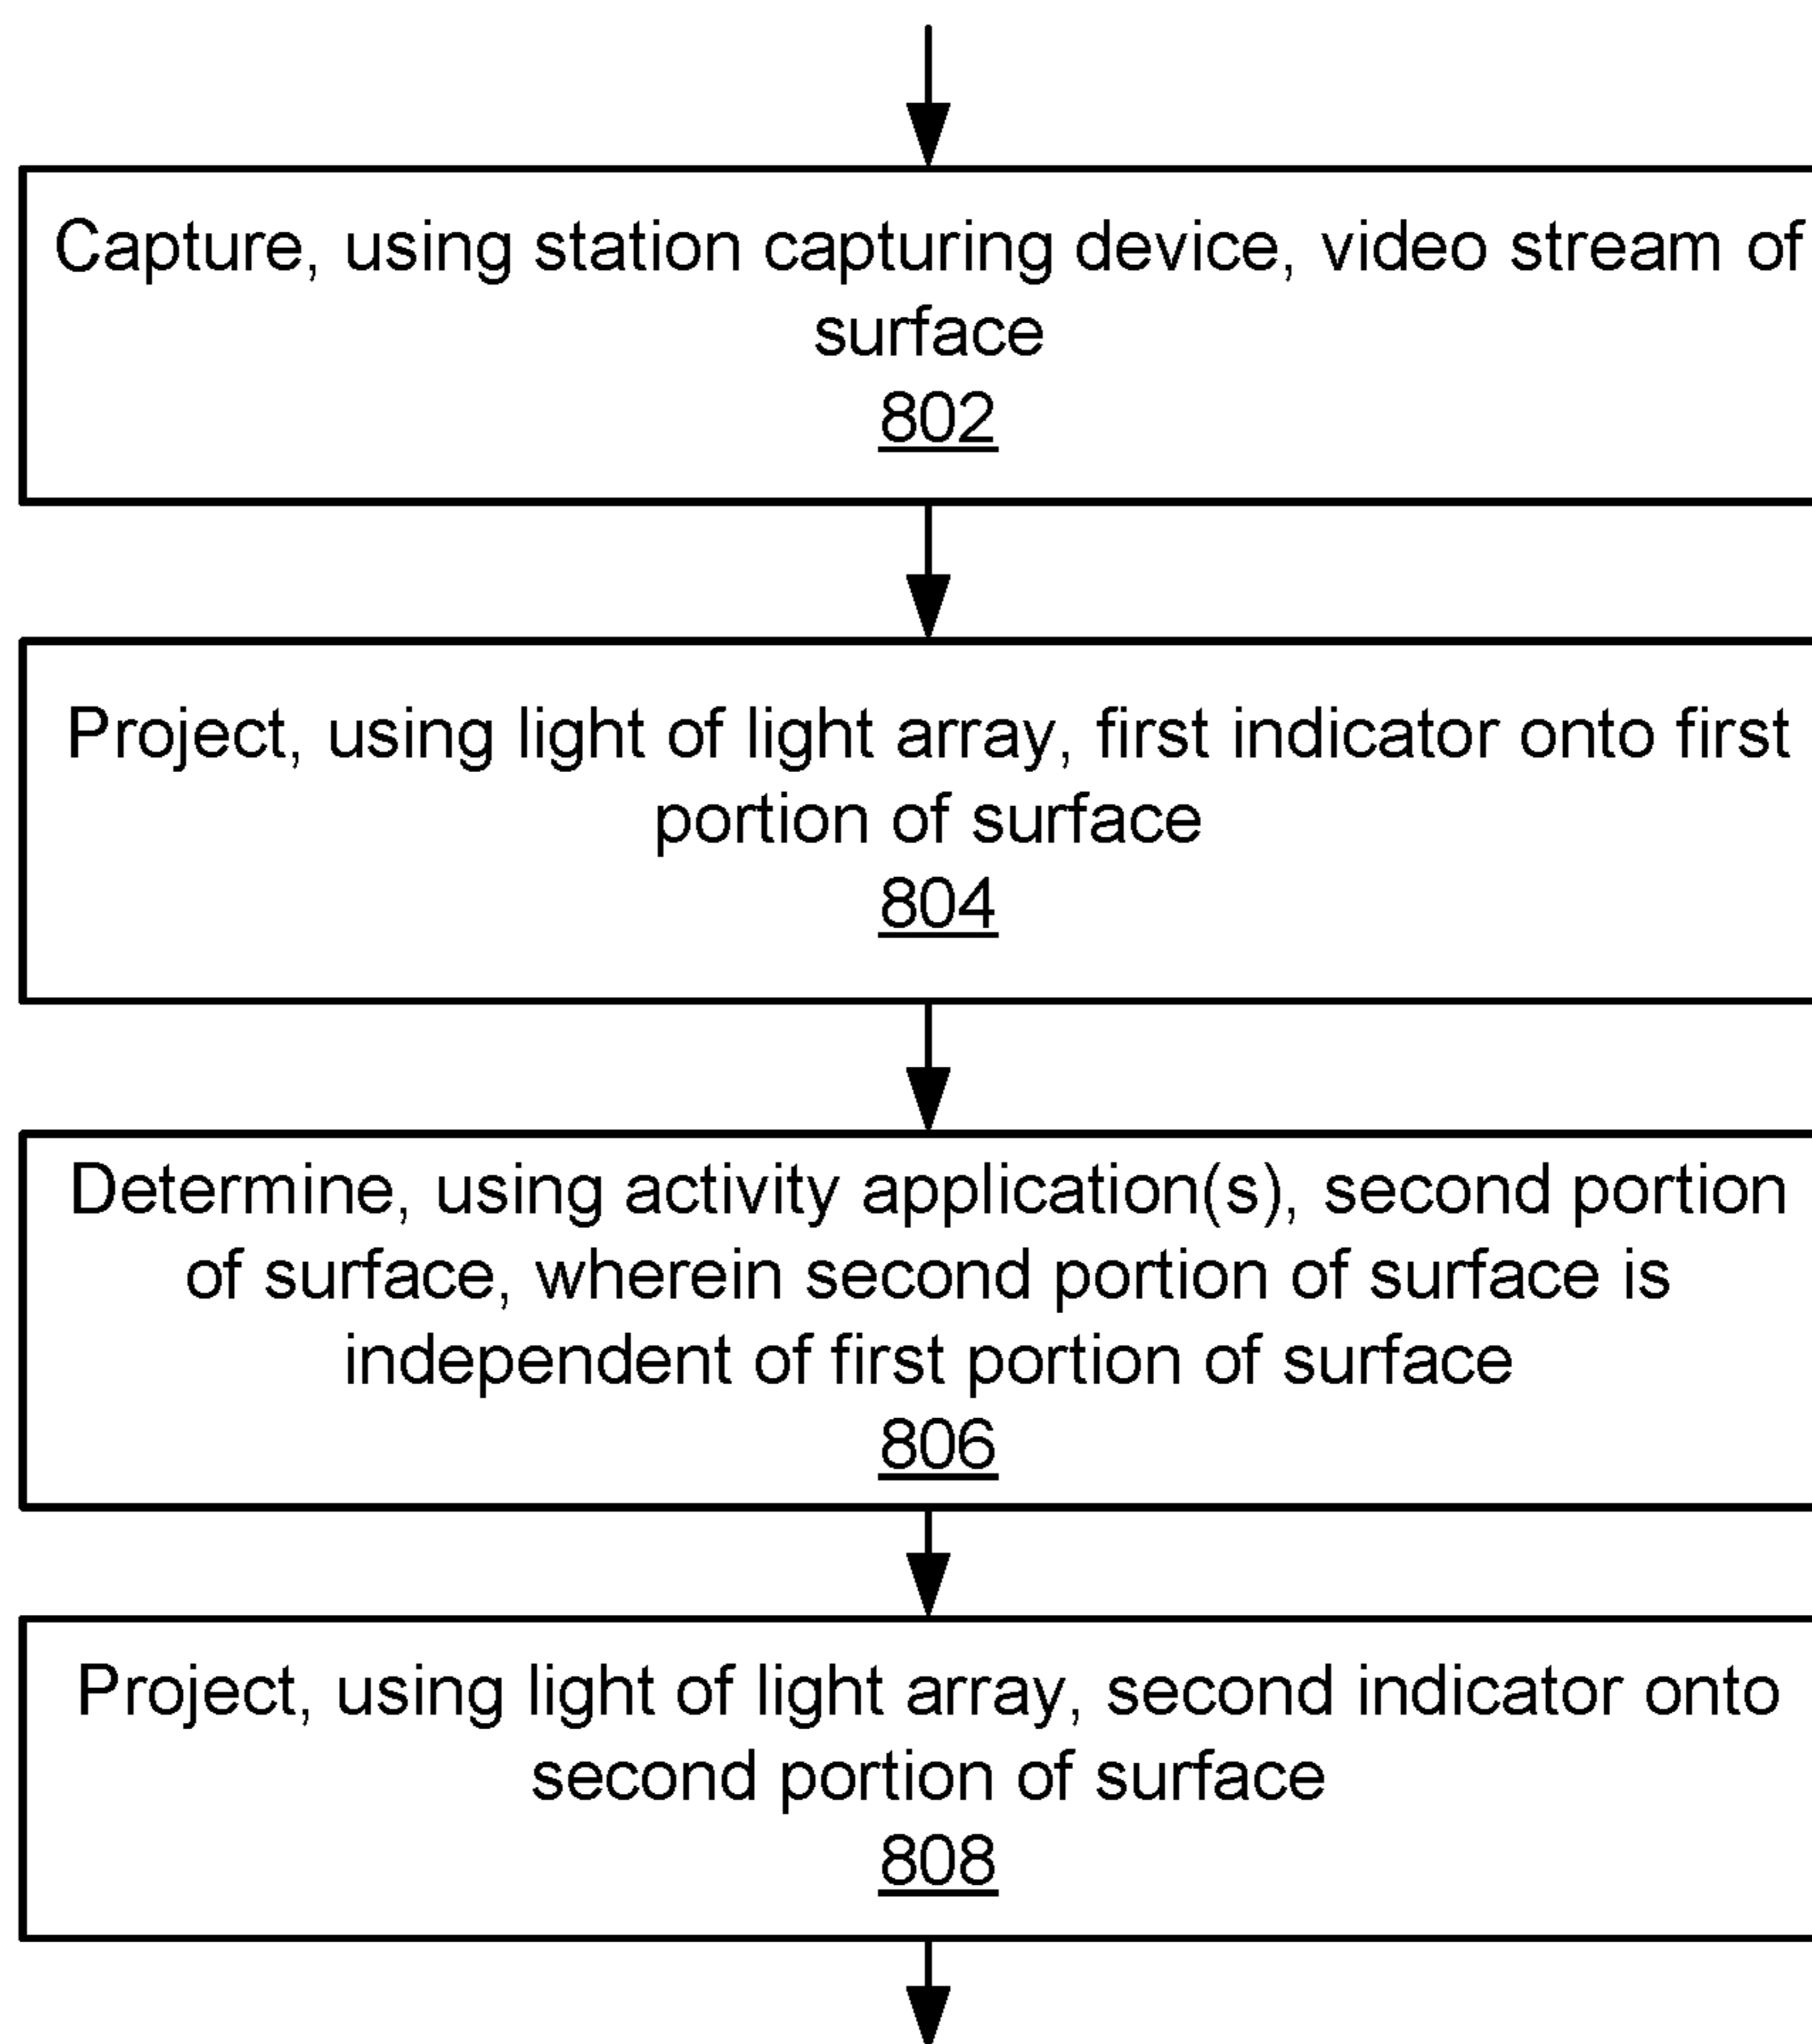 Capture, using station capturing device, video stream of
surface
802
Project, using light of light array, first indicator onto first
portion of surface
804
Determine, using activity application(s), second portion
of surface, wherein second portion of surface is
independent of first portion of surface
806
Project, using light of light array, second indicator onto
second portion of surface
808